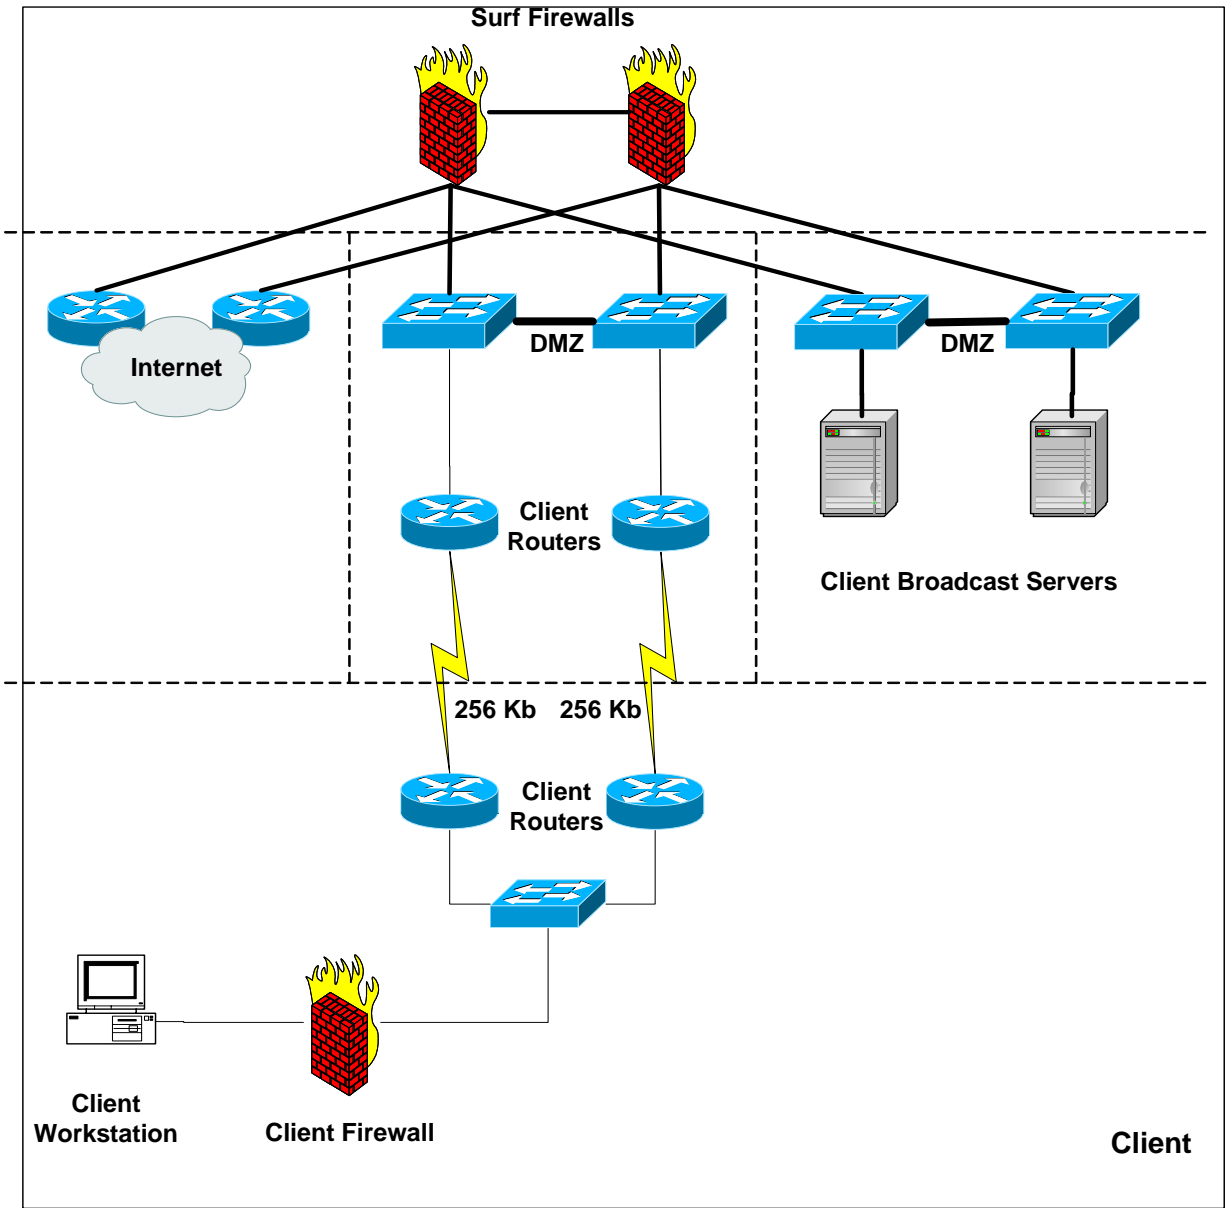 Surf Firewalls
Internet
DMZ
DMZ
Client
Routers
Client Broadcast Servers
256 Kb
256 Kb
Client
Routers
Client
Workstation
Client Firewall
Client